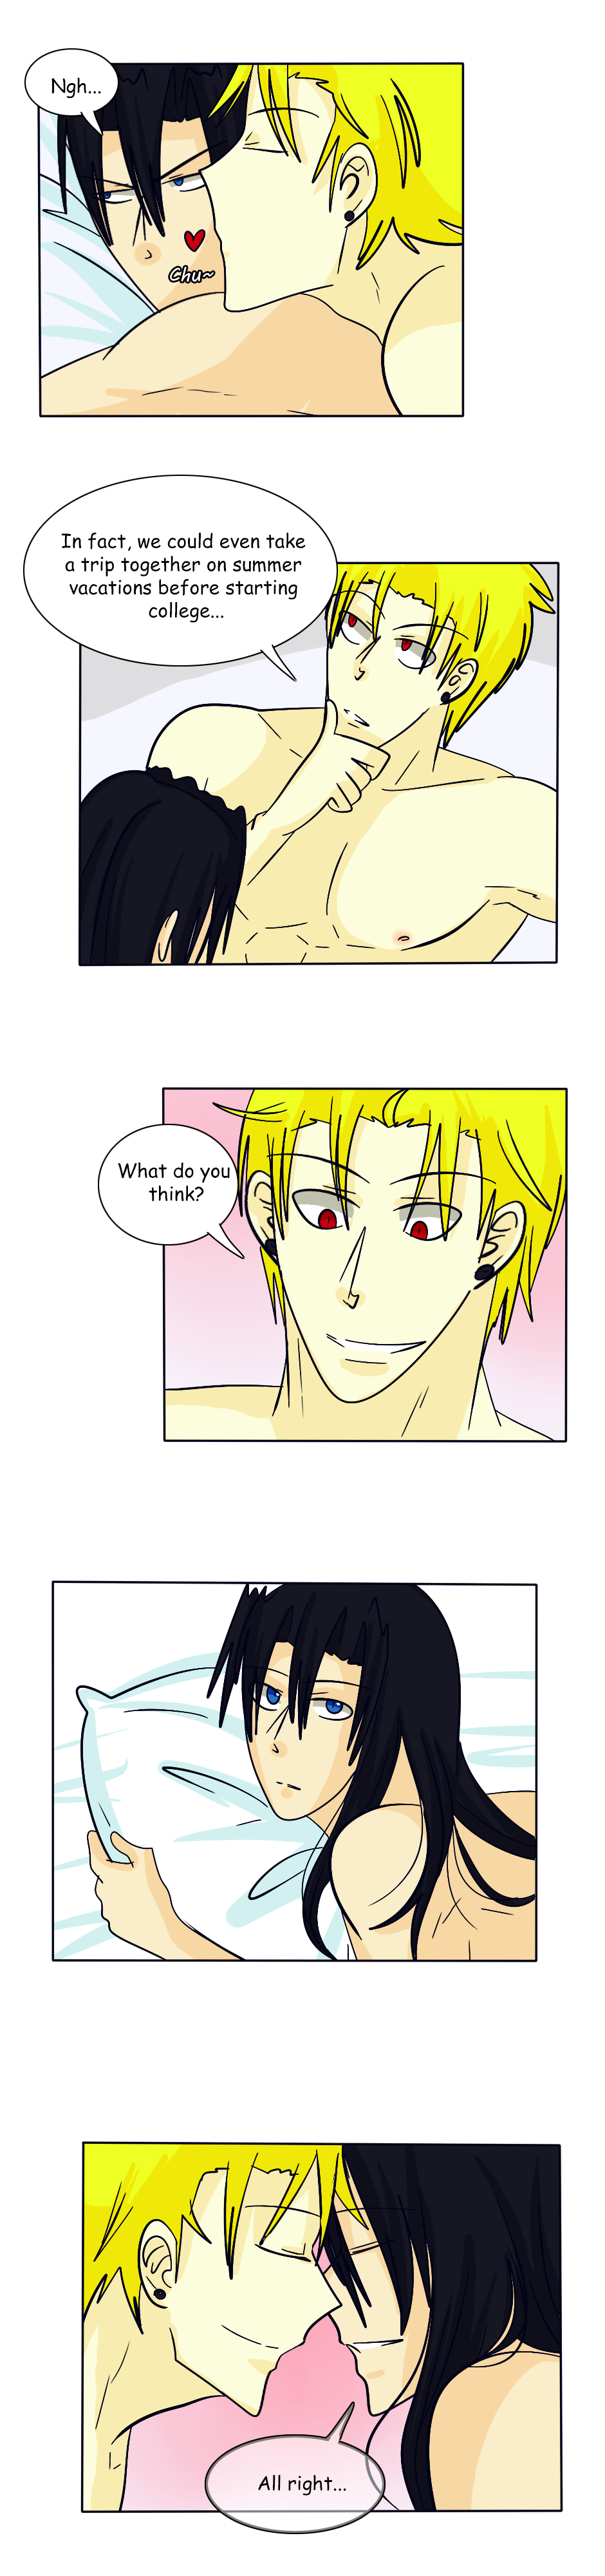 Ngh...
Chu~
In fact, we could even take
a trip together on summer
vacations before starting
college...
What do you
think?
All right...